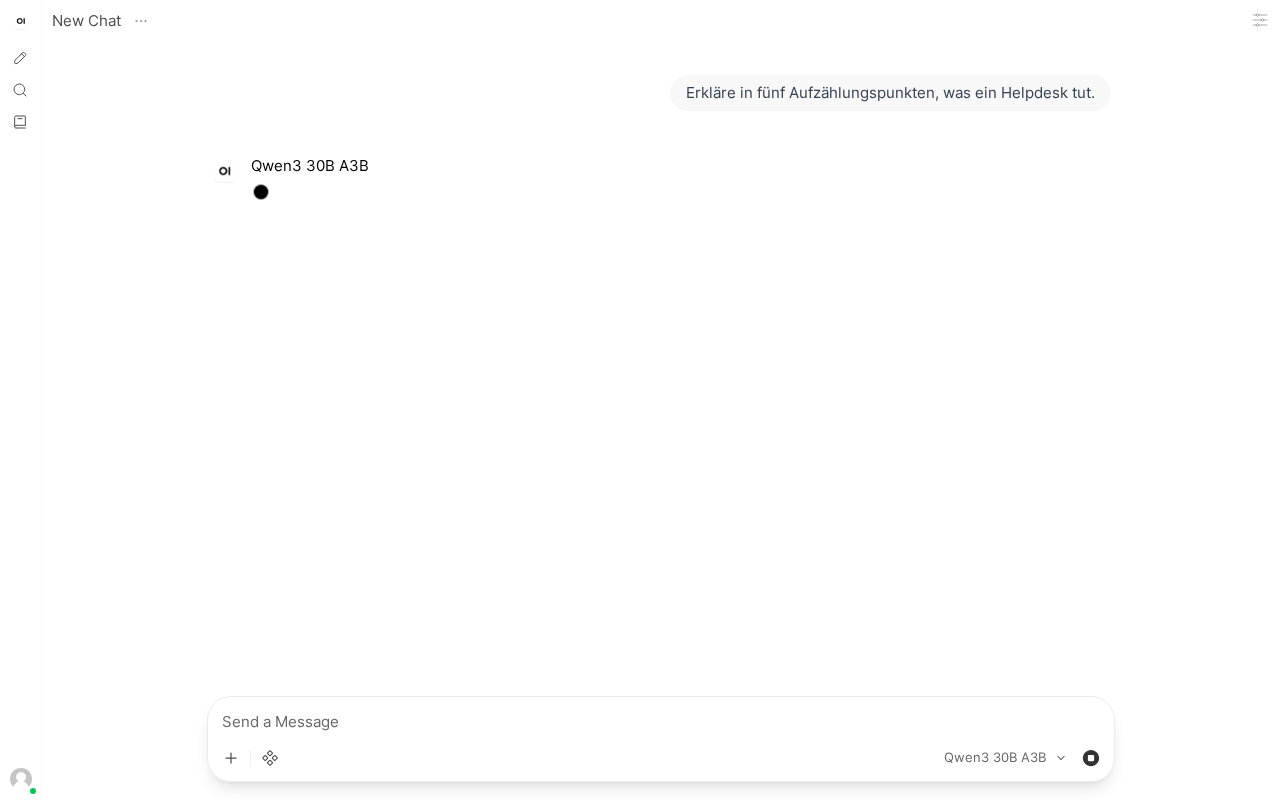 OI
New Chat
Erkläre in fünf Aufzählungspunkten, was ein Helpdesk tut.
OI
Qwen3 30B A3B
Send a Message
Qwen3 30B A3B